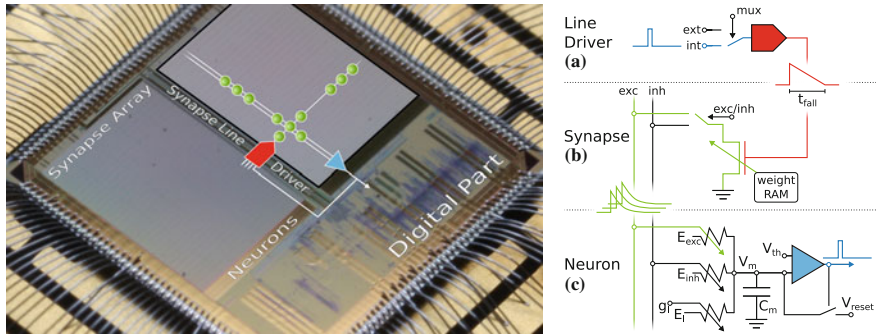 Synapse Array
Synapse Line
Driver
Neurons
Digital Part
Line
Driver
(a)
mux
ext
int
t_fall
exc inh
Synapse
(b)
exc/inh
weight
RAM
Neuron
(c)
E_exc
E_inh
g_l
E_l
V_m
C_m
V_th
V_reset